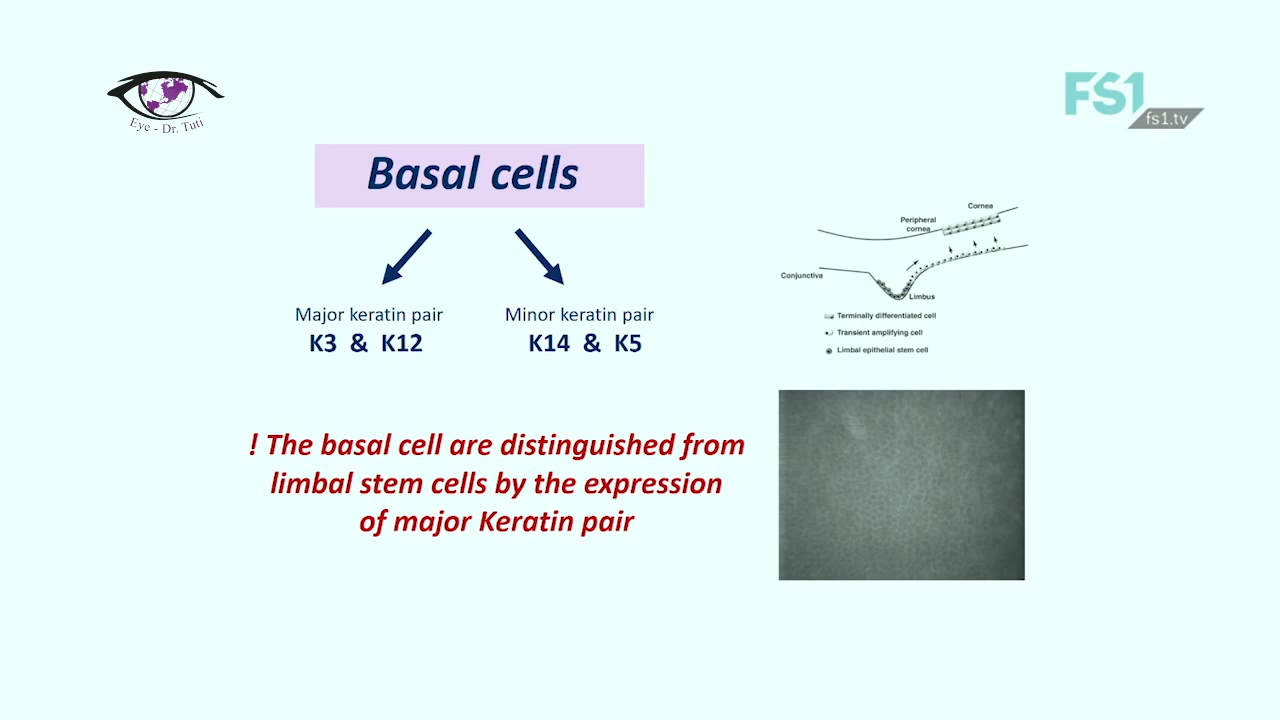 Eye - Dr. Tuti
FS1
fs1.tv
Basal cells
Major keratin pair
K3 & K12
Minor keratin pair
K14 & K5
! The basal cell are distinguished from
limbal stem cells by the expression
of major Keratin pair
Cornea
Peripheral
cornea
Conjunctiva
Limbus
Terminally differentiated cell
Transient amplifying cell
Limbal epithelial stem cell